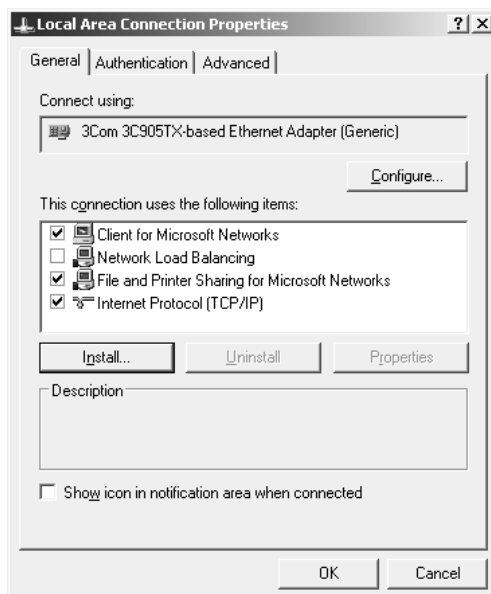 Local Area Connection Properties
General Authentication Advanced
Connect using:
3Com 3C905TX-based Ethernet Adapter (Generic)
Configure...
This connection uses the following items:
Client for Microsoft Networks
Network Load Balancing
File and Printer Sharing for Microsoft Networks
Internet Protocol (TCP/IP)
Install... Uninstall Properties
Description
Show icon in notification area when connected
OK Cancel